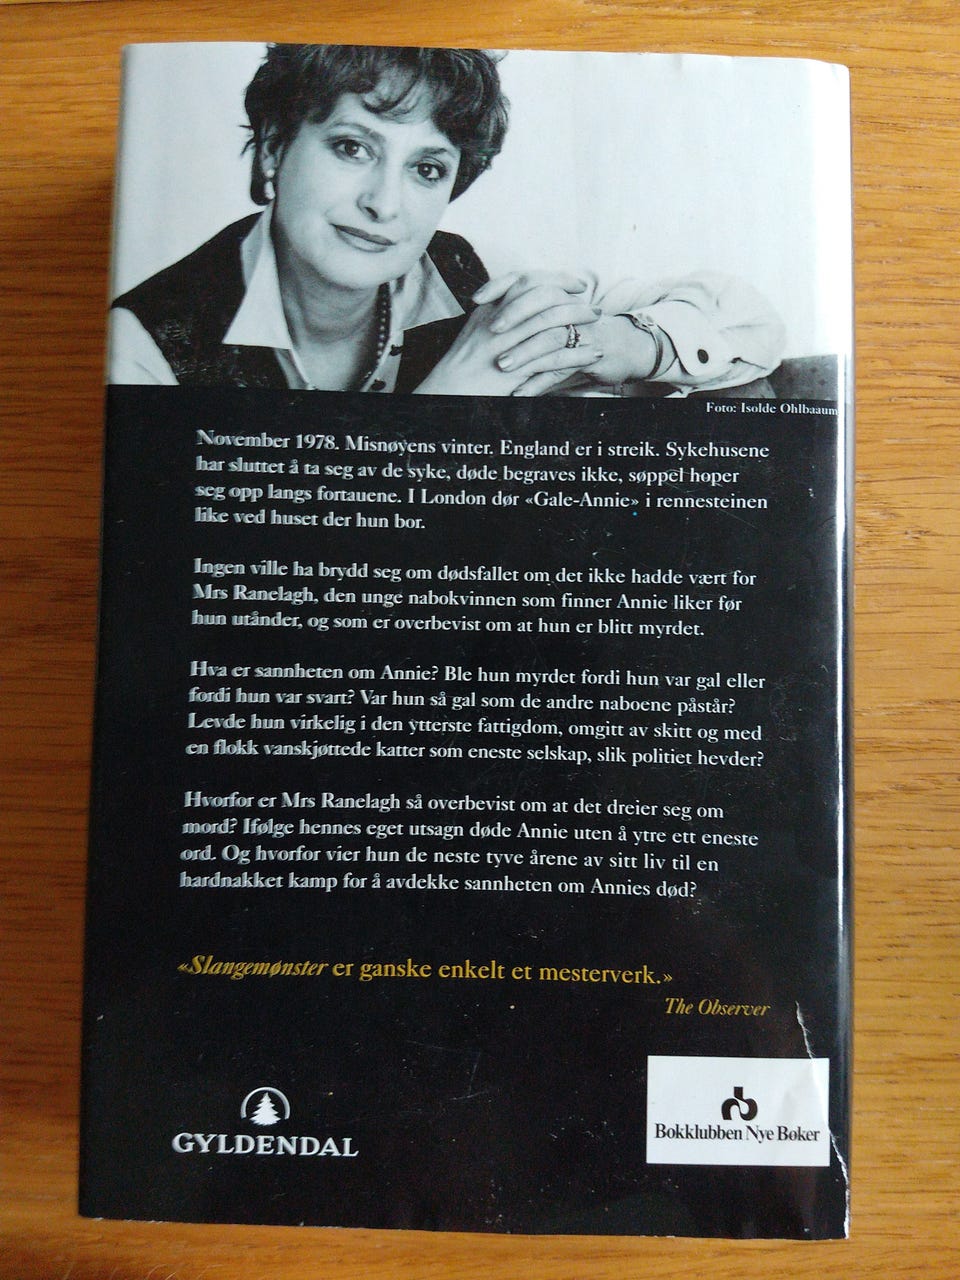 Foto: Isolde Ohlbaaum
November 1978. Misnøyens vinter. England er i streik. Sykehusene
har sluttet å ta seg av de syke, døde begraves ikke, søppel hoper
seg opp langs fortauene. I London dør «Gale-Annie» i rennesteinen
like ved huset der hun bor.
Ingen ville ha brydd seg om dødsfallet om det ikke hadde vært for
Mrs Ranelagh, den unge nabokvinnen som finner Annie liker før
hun utånder, og som er overbevist om at hun er blitt myrdet.
Hva er sannheten om Annie? Ble hun myrdet fordi hun var gal eller
fordi hun var svart? Var hun så gal som de andre naboene påstår?
Levde hun virkelig i den ytterste fattigdom, omgitt av skitt og med
en flokk vanskjøttede katter som eneste selskap, slik politiet hevder?
Hvorfor er Mrs Ranelagh så overbevist om at det dreier seg om
mord? Ifølge hennes eget utsagn døde Annie uten å ytre ett eneste
ord. Og hvorfor vier hun de neste tyve årene av sitt liv til en
hardnakket kamp for å avdekke sannheten om Annies død?
«Slangemønster er ganske enkelt et mesterverk.»
The Observer
GYLDENDAL
Bokklubben Nye Bøker